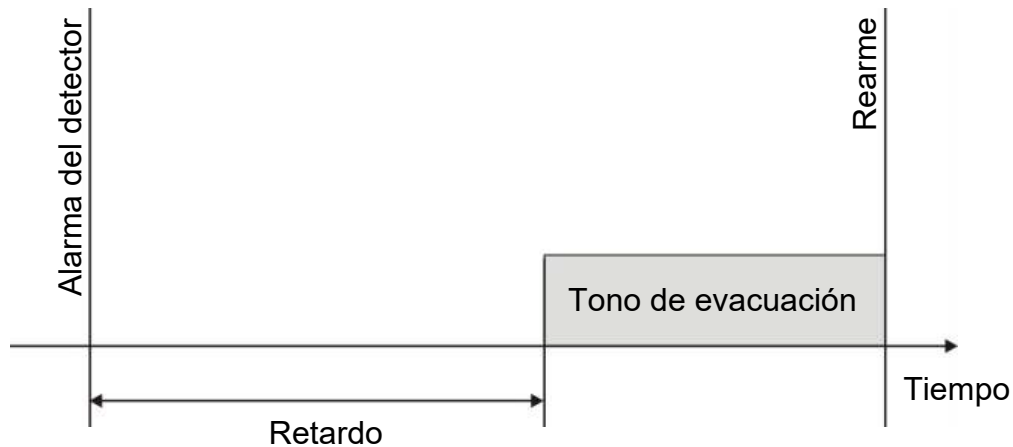 Alarma del detector
Rearme
Tono de evacuación
Tiempo
Retardo